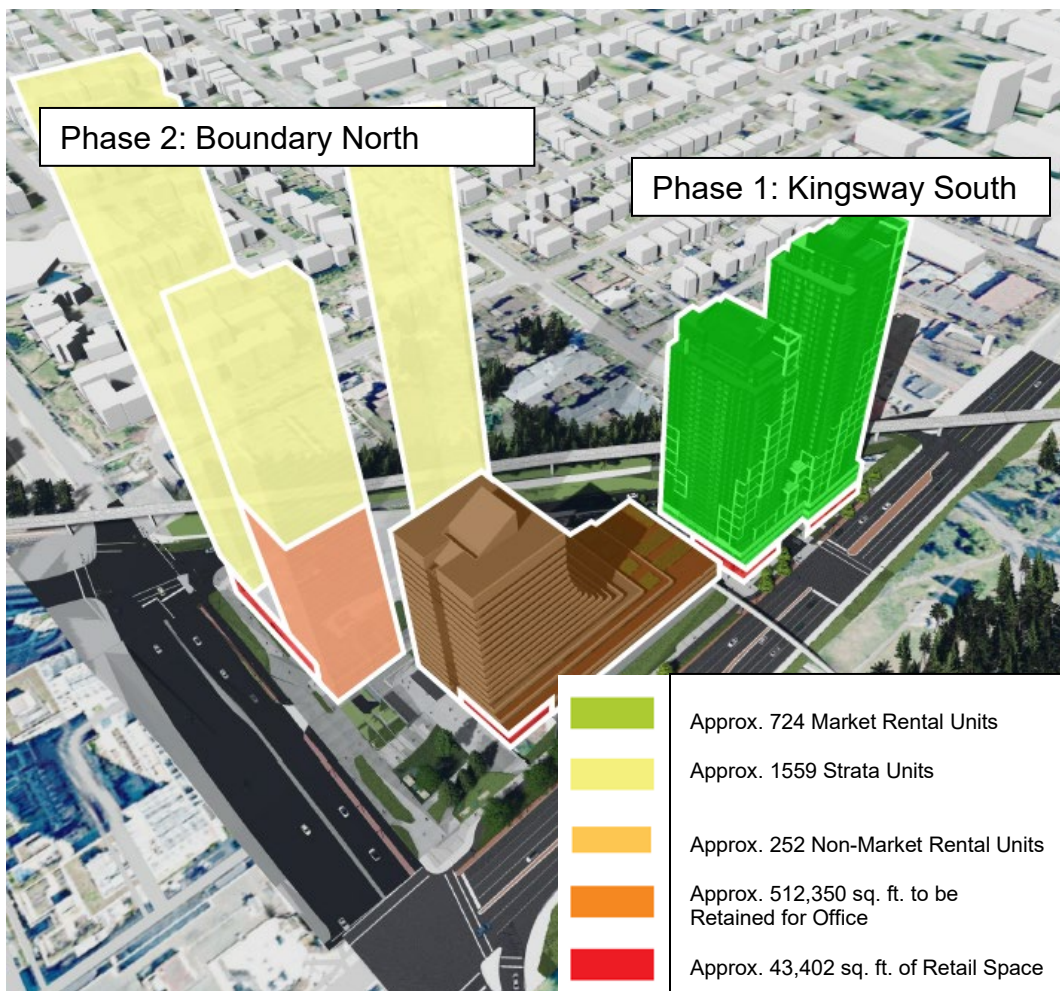 Phase 2: Boundary North
Phase 1: Kingsway South
Approx. 724 Market Rental Units
Approx. 1559 Strata Units
Approx. 252 Non-Market Rental Units
Approx. 512,350 sq. ft. to be
Retained for Office
Approx. 43,402 sq. ft. of Retail Space